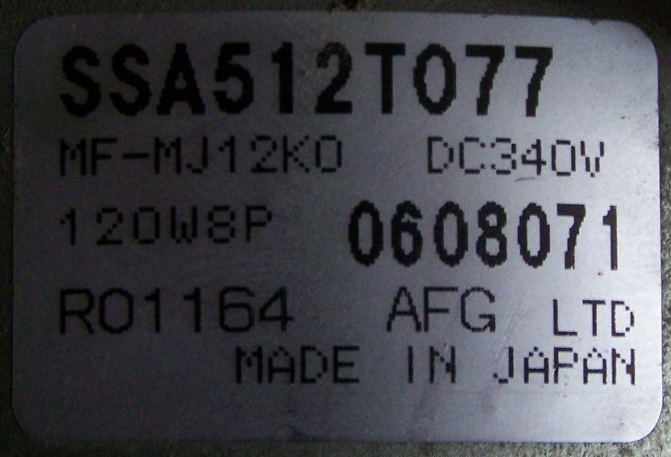 SSA512T077
MF-MJ12K0 DC340V
120W8P 0608071
R01164 AFG LTD
MADE IN JAPAN